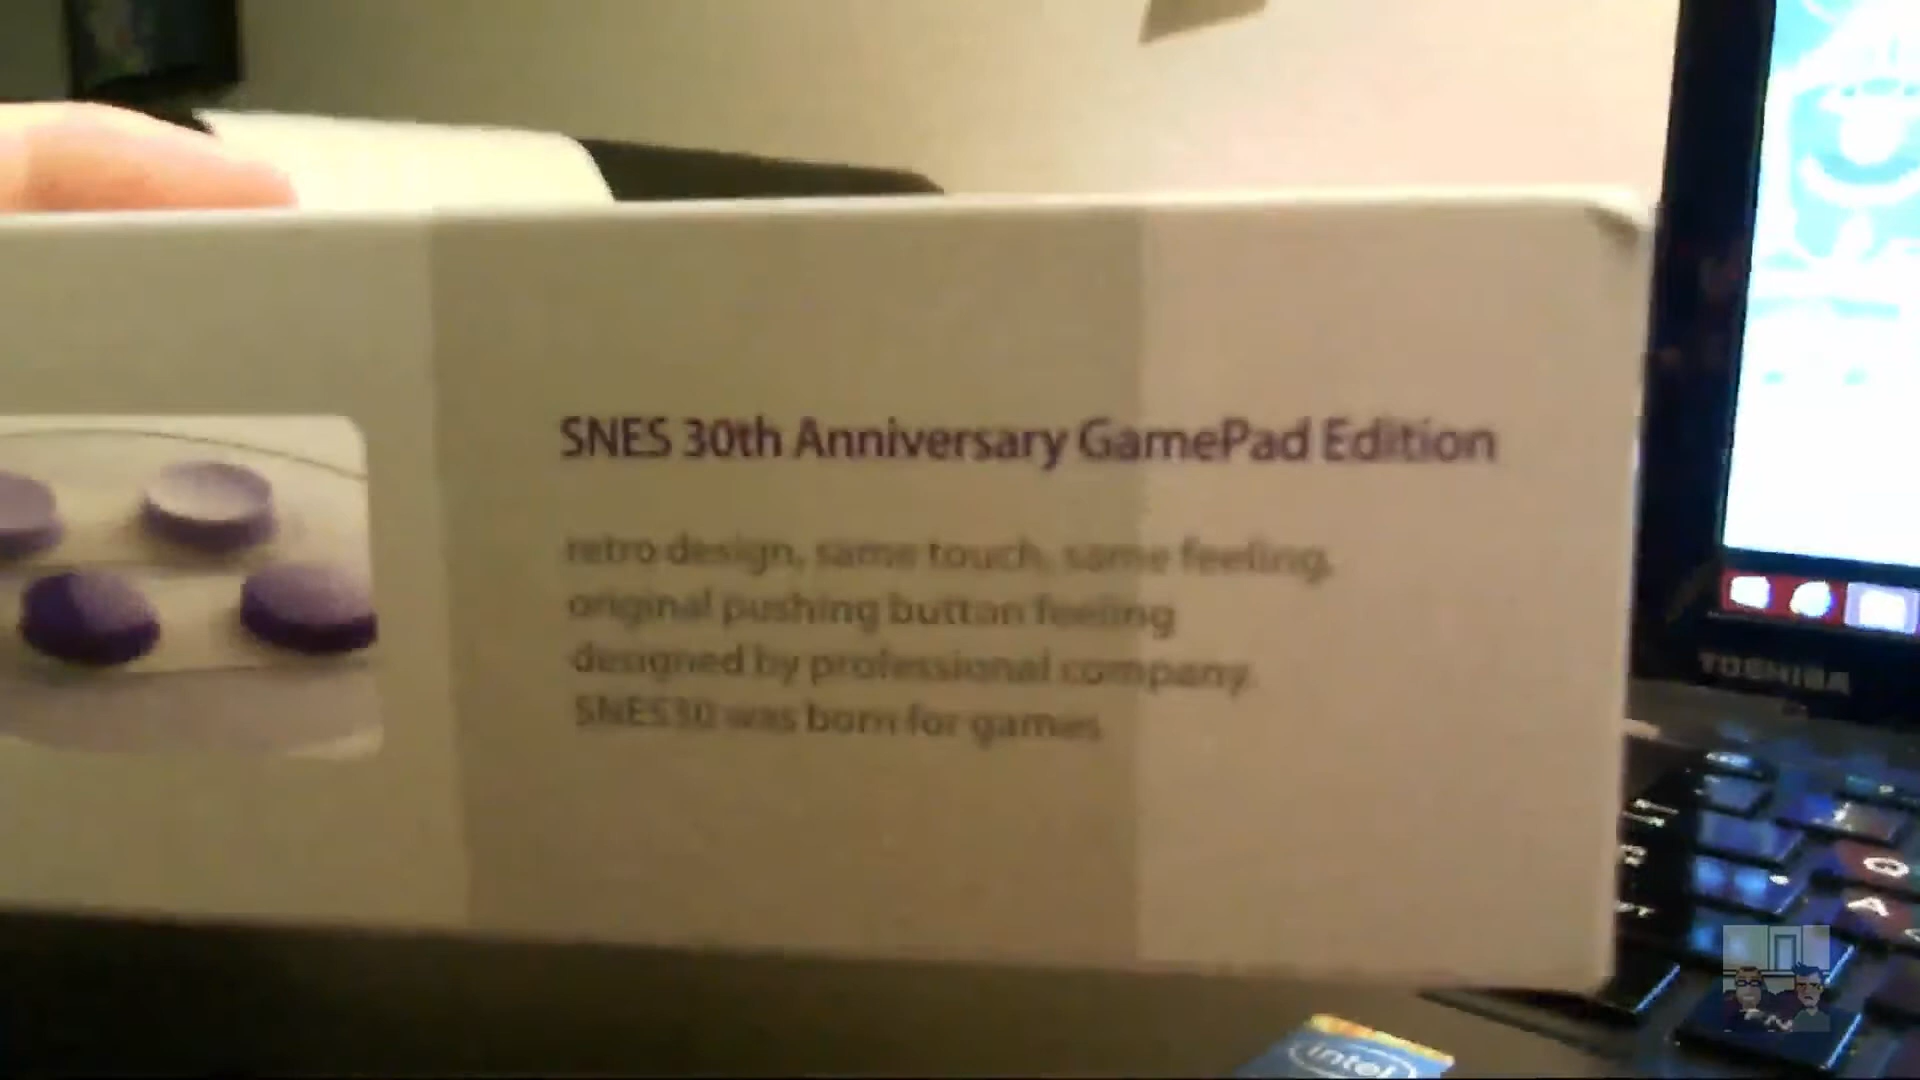 SNES 30th Anniversary GamePad Edition
retro design, same touch, same feeling,
original pushing button feeling
designed by professional company.
SNES30 was born for games
TOSHIBA
intel